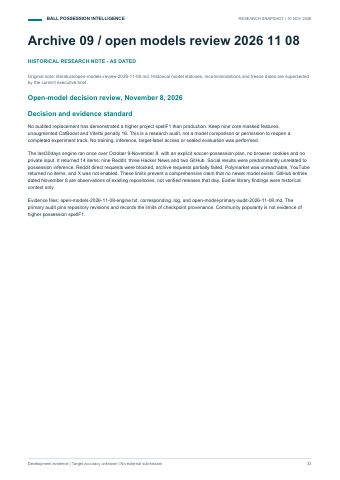 BALL POSSESSION INTELLIGENCE
RESEARCH SNAPSHOT / 10 NOV 2026
Archive 09 / open models review 2026 11 08
HISTORICAL RESEARCH NOTE - AS DATED
Original note: literature/open-model-review-2026-11-08.md. Historical model statuses, recommendations and freeze dates are superseded
by the current executive brief.
Open-model decision review, November 8, 2026
Decision and evidence standard
No audited replacement has demonstrated a higher project spellF1 than production. Keep nine core masked features,
unaugmented CatBoost and Viterbi penalty 16. This is a research audit, not a model comparison or permission to reopen a
completed experiment track. No training, inference, target-label access or sealed evaluation was performed.
The last30days engine ran once over October 9-November 8, with an explicit soccer-possession plan, no browser cookies and no
private input. It returned 14 items: nine Reddit, three Hacker News and two GitHub. Social results were predominantly unrelated to
possession inference. Reddit direct requests were blocked, archive requests partially failed, Polymarket was unreachable, YouTube
returned no items, and X was not enabled. These limits prevent a comprehensive claim that no newer model exists. GitHub entries
dated November 8 are observations of existing repositories, not verified releases that day. Earlier library findings were historical
context only.
Evidence files: open-models-2026-11-08-engine.txt, corresponding .log, and open-model-primary-audit-2026-11-08.md. The
primary audit pins repository revisions and records the limits of checkpoint provenance. Community popularity is not evidence of
higher possession spellF1.
Development evidence | Target accuracy unknown | No external submission
33